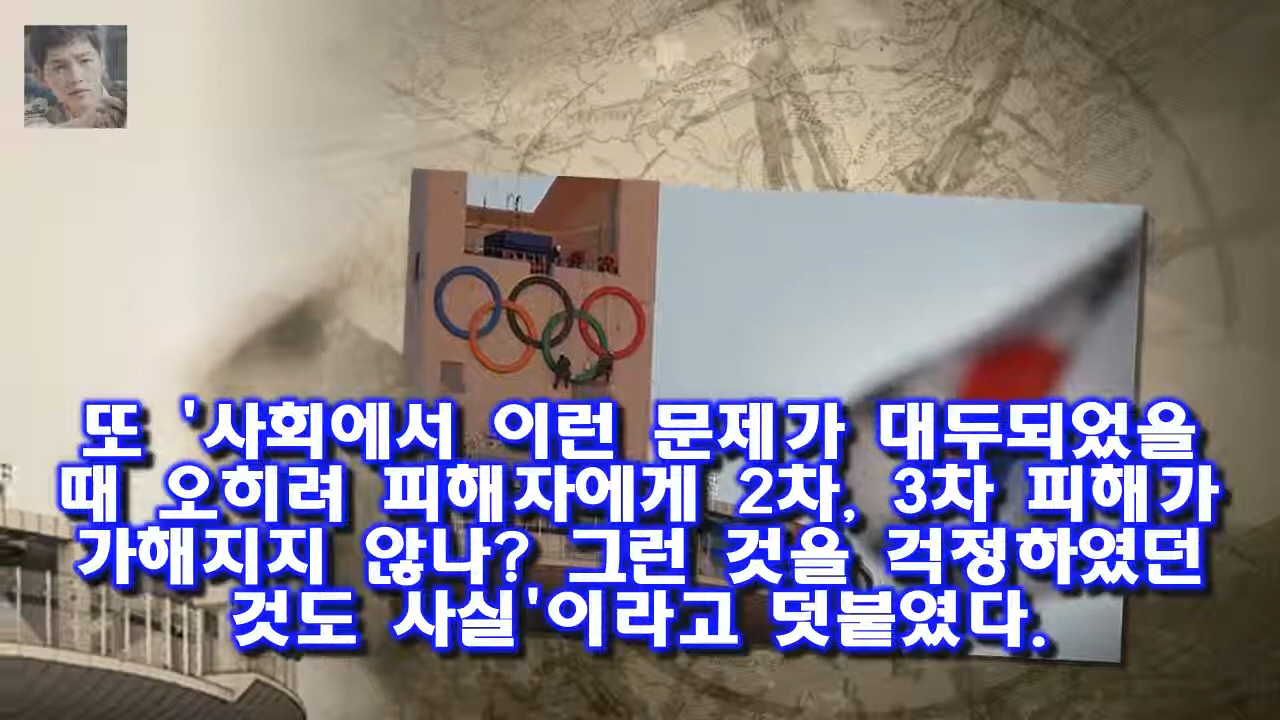 또 '사회에서 이런 문제가 대두되었을
때 오히려 피해자에게 2차, 3차 피해가
가해지지 않나? 그런 것을 걱정하였던
것도 사실'이라고 덧붙였다.